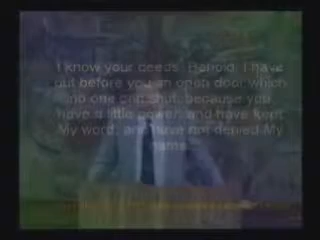 I know your deeds. Behold, I have
put before you an open door which
no one can shut, because you
have a little power, and have kept
My word, and have not denied My
name.